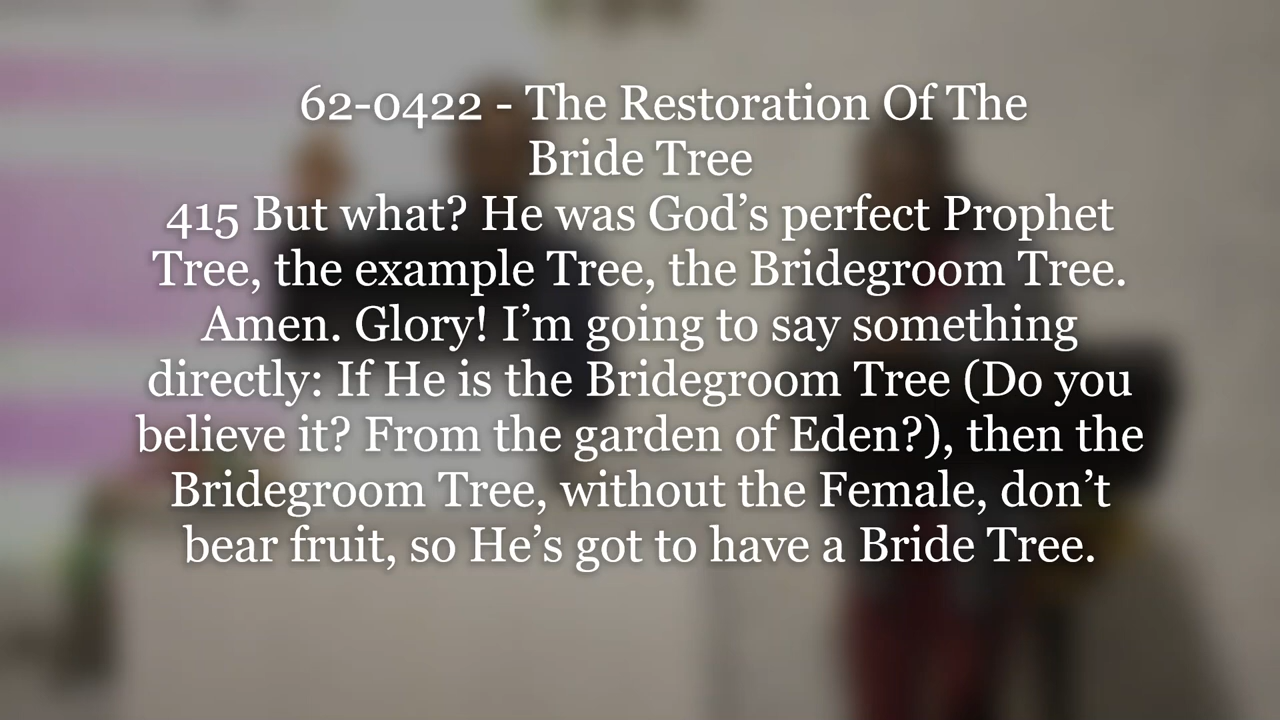 62-0422 - The Restoration Of The
Bride Tree
415 But what? He was God’s perfect Prophet
Tree, the example Tree, the Bridegroom Tree.
Amen. Glory! I’m going to say something
directly: If He is the Bridegroom Tree (Do you
believe it? From the garden of Eden?), then the
Bridegroom Tree, without the Female, don’t
bear fruit, so He’s got to have a Bride Tree.